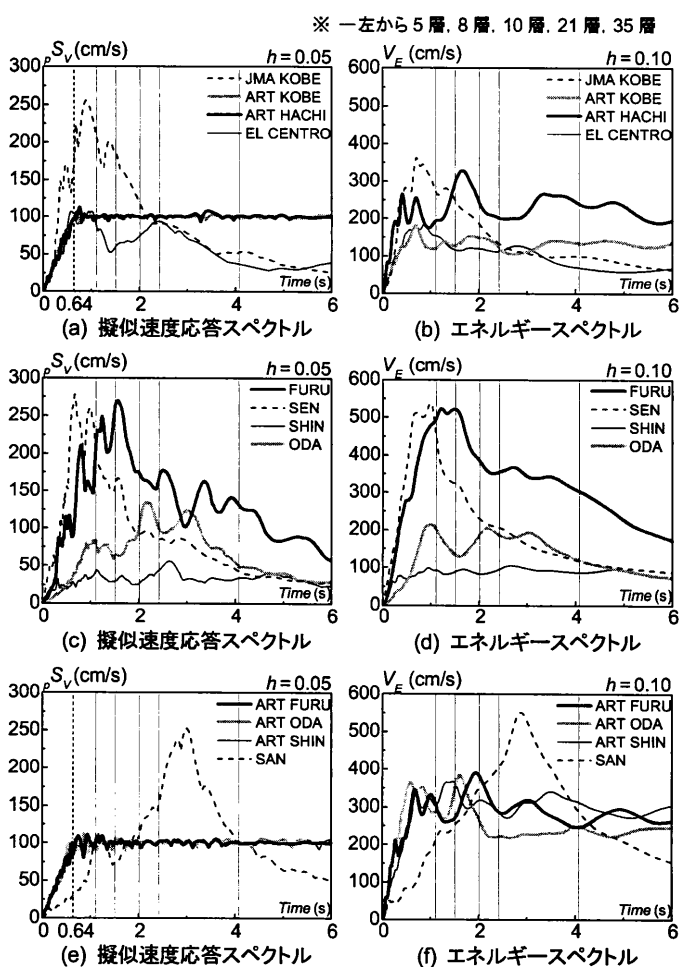 ※ ー左から 5 層, 8 層, 10 層, 21 層, 35 層
pSV(cm/s)
h=0.05
300
250
200
150
100
50
0
JMA KOBE
ART KOBE
ART HACHI
EL CENTRO
Time(s)
0 0.64 2 4 6
(a) 擬似速度応答スペクトル
VE (cm/s)
h=0.10
600
500
400
300
200
100
0
JMA KOBE
ART KOBE
ART HACHI
EL CENTRO
Time(s)
0 2 4 6
(b) エネルギースペクトル
pSV(cm/s)
h=0.05
300
250
200
150
100
50
0
FURU
SEN
SHIN
ODA
Time(s)
0 2 4 6
(c) 擬似速度応答スペクトル
VE (cm/s)
h=0.10
600
500
400
300
200
100
0
FURU
SEN
SHIN
ODA
Time(s)
0 2 4 6
(d) エネルギースペクトル
pSV(cm/s)
h=0.05
300
250
200
150
100
50
0
ART FURU
ART ODA
ART SHIN
SAN
Time(s)
0 0.64 2 4 6
(e) 擬似速度応答スペクトル
VE (cm/s)
h=0.10
600
500
400
300
200
100
0
ART FURU
ART ODA
ART SHIN
SAN
Time(s)
0 2 4 6
(f) エネルギースペクトル